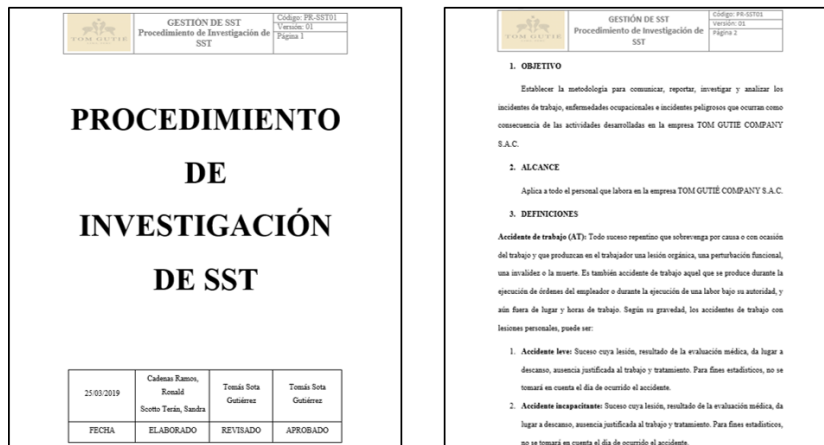 TOM GUTIÉ
GESTION DE SST
Procedimiento de Investigación de
SST
Código: PR-SST01
Versión: 01
Página 1
PROCEDIMIENTO
DE
INVESTIGACIÓN
DE SST
25/03/2019
Cadenas Ramos,
Ronald
Scotto Terán, Sandra
Tomás Sota
Gutiérrez
Tomás Sota
Gutiérrez
FECHA
ELABORADO
REVISADO
APROBADO
TOM GUTIÉ
GESTIÓN DE SST
Procedimiento de Investigación de
SST
Código: PR-SST01
Versión: 01
Página 2
1. OBJETIVO
Establecer la metodología para comunicar, reportar, investigar y analizar los
incidentes de trabajo, enfermedades ocupacionales e incidentes peligrosos que ocurran como
consecuencia de las actividades desarrolladas en la empresa TOM GUTIÉ COMPANY
S.A.C.
2. ALCANCE
Aplica a todo el personal que labora en la empresa TOM GUTIÉ COMPANY S.A.C.
3. DEFINICIONES
Accidente de trabajo (AT): Todo suceso repentino que sobrevenga por causa o con ocasión
del trabajo y que produzcan en el trabajador una lesión orgánica, una perturbación funcional,
una invalidez o la muerte. Es también accidente de trabajo aquel que se produce durante la
ejecución de órdenes del empleador o durante la ejecución de una labor bajo su autoridad, y
aún fuera de lugar y horas de trabajo. Según su gravedad, los accidentes de trabajo con
lesiones personales, puede ser:
1. Accidente leve: Suceso cuya lesión, resultado de la evaluación médica, da lugar a
descanso, ausencia justificada al trabajo y tratamiento. Para fines estadísticos, no se
tomará en cuenta el día de ocurrido el accidente.
2. Accidente incapacitante: Suceso cuya lesión, resultado de la evaluación médica, da
lugar a descanso, ausencia justificada al trabajo y tratamiento. Para fines estadísticos,
no se tomará en cuenta el día de ocurrido el accidente.